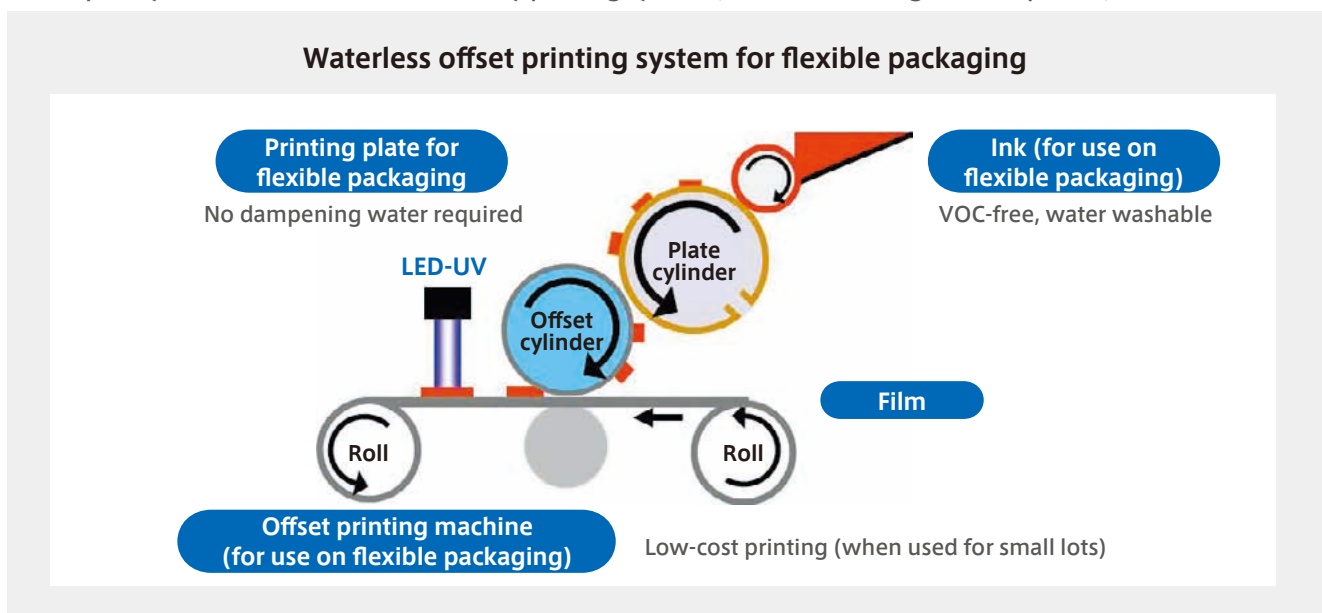 Waterless offset printing system for flexible packaging
Printing plate for
flexible packaging
No dampening water required
Ink (for use on
flexible packaging)
VOC-free, water washable
LED-UV
Plate
cylinder
Offset
cylinder
Film
Roll
Roll
Offset printing machine
(for use on flexible packaging)
Low-cost printing (when used for small lots)